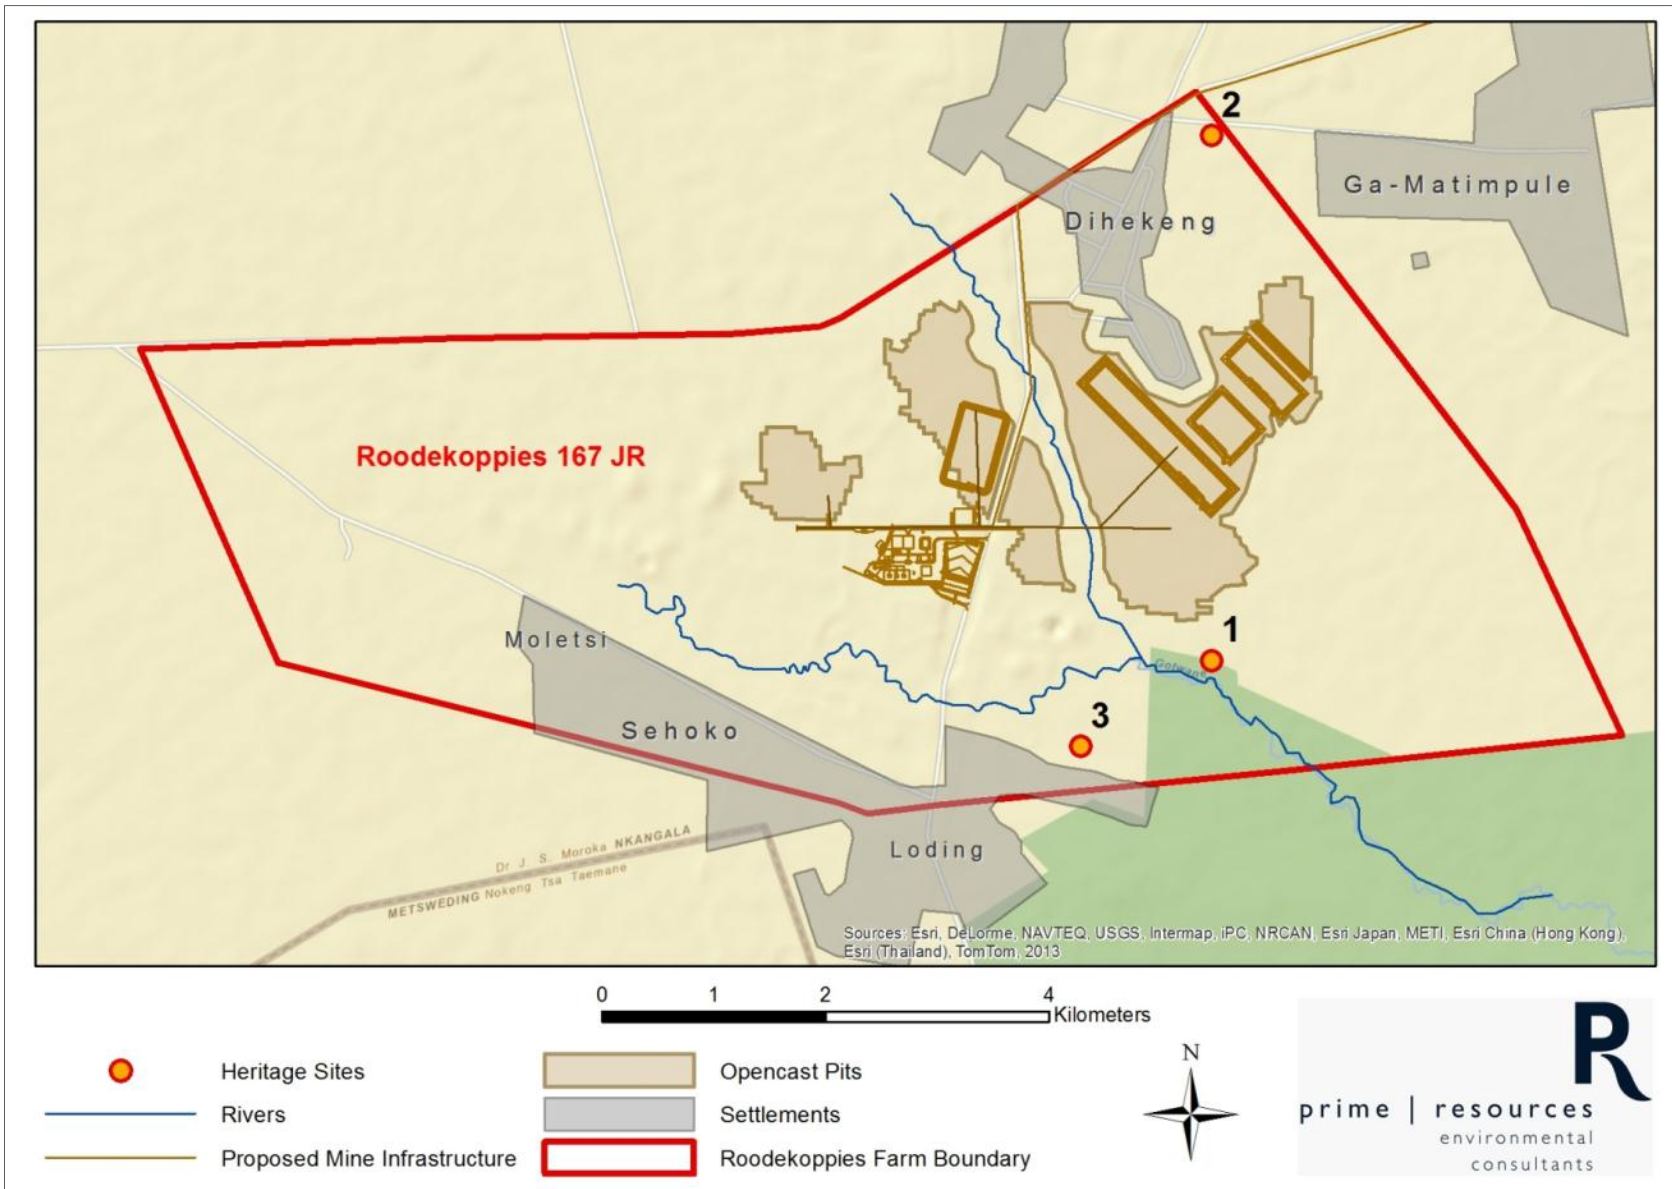 2
Ga-Matimpule
Dihekeng
Roodekoppies 167 JR
1
Moletsi
Gotwane
3
Sehoko
Dr J. S. Moroka NKANGALA
METSWEDING Nokeng Tsa Taemane
Loding
Sources: Esri, DeLorme, NAVTEQ, USGS, Intermap, iPC, NRCAN, Esri Japan, METI, Esri China (Hong Kong),
Esri (Thailand), TomTom, 2013
0 1 2 4
Kilometers
N
Heritage Sites
Rivers
Proposed Mine Infrastructure
Opencast Pits
Settlements
Roodekoppies Farm Boundary
R
prime | resources
environmental
consultants